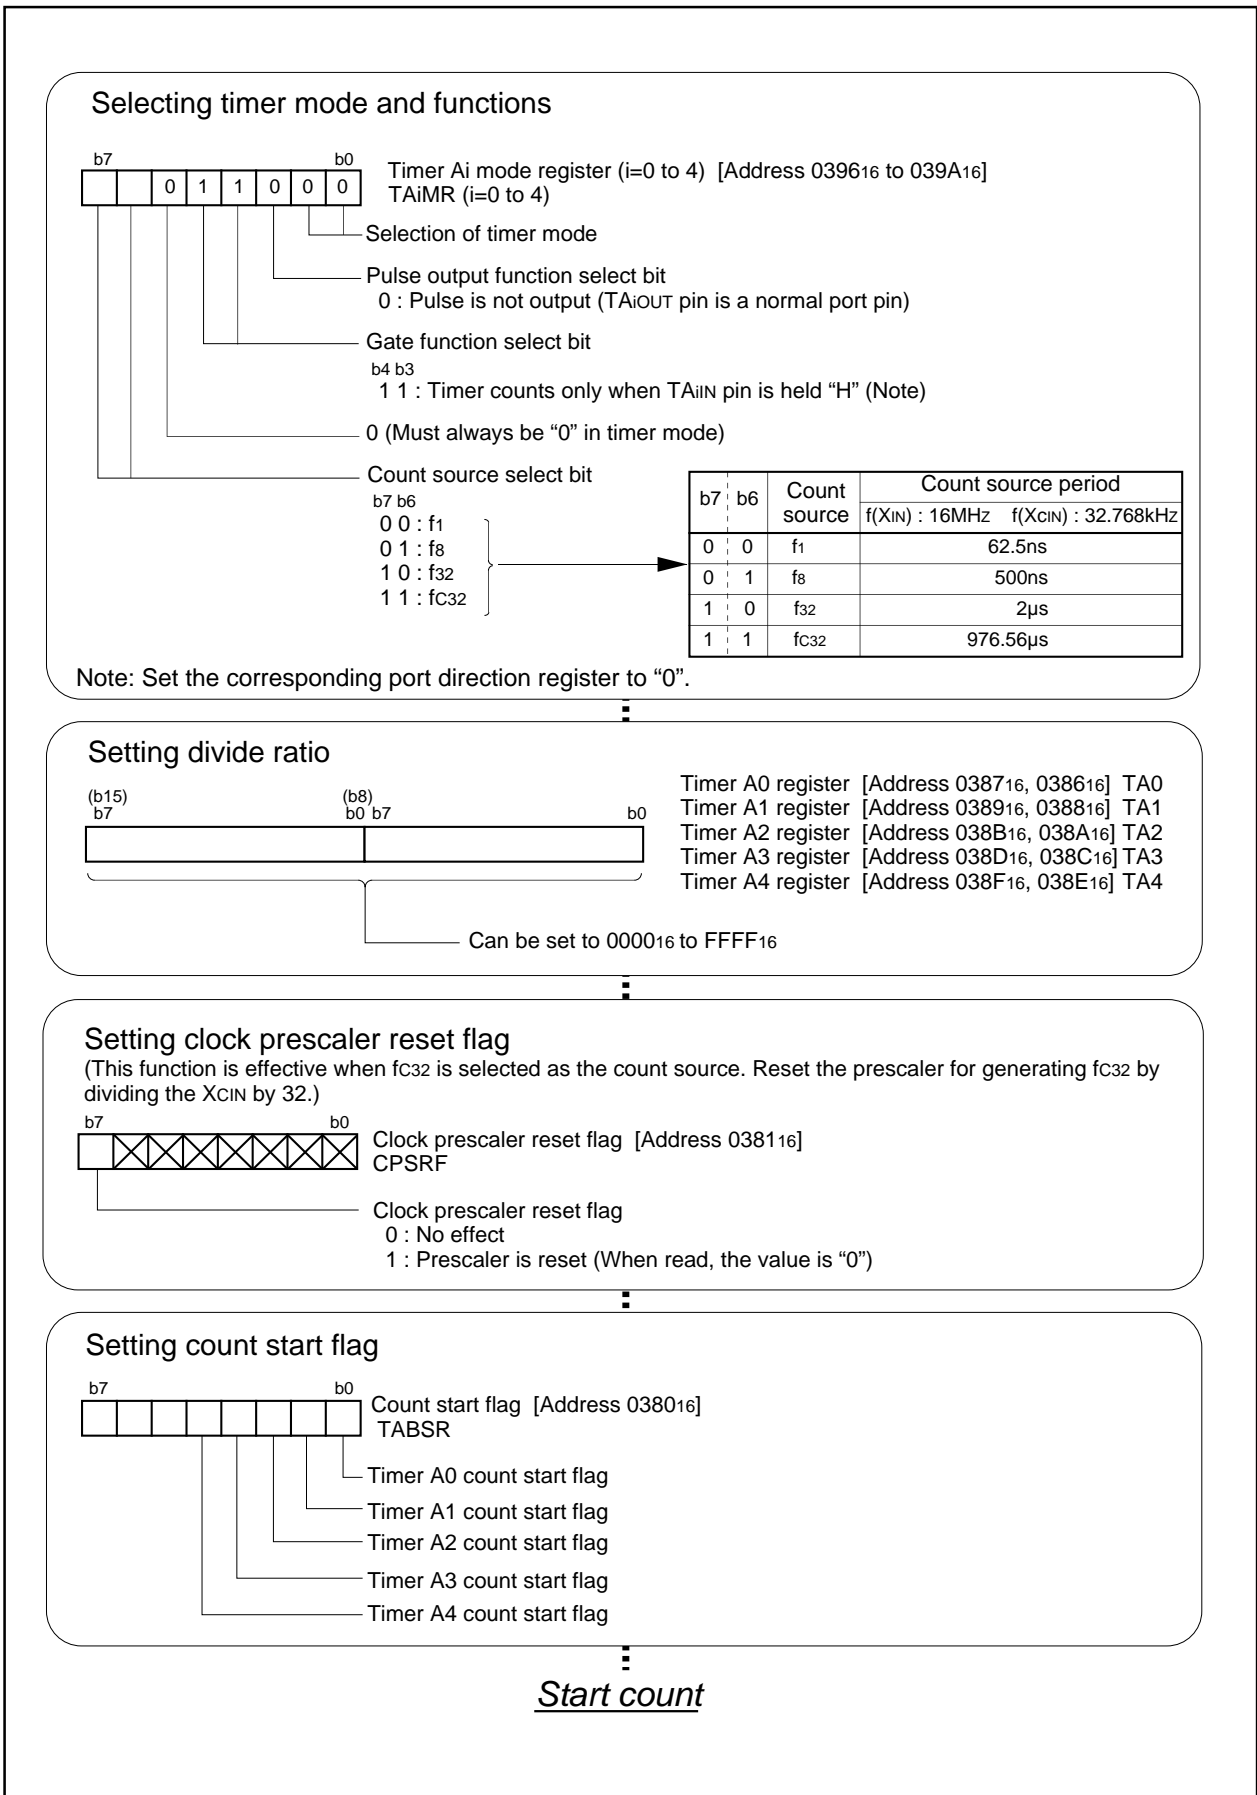 Selecting timer mode and functions
b7 b0
0 1 1 0 0 0
Timer Ai mode register (i=0 to 4) [Address 039616 to 039A16]
TAiMR (i=0 to 4)
Selection of timer mode
Pulse output function select bit
0 : Pulse is not output (TAiOUT pin is a normal port pin)
Gate function select bit
b4 b3
1 1 : Timer counts only when TAiIN pin is held “H” (Note)
0 (Must always be “0” in timer mode)
Count source select bit
b7 b6
0 0 : f1
0 1 : f8
1 0 : f32
1 1 : fC32
b7 b6 Count source Count source period
f(XIN) : 16MHz f(XCIN) : 32.768kHz
0 0 f1 62.5ns
0 1 f8 500ns
1 0 f32 2µs
1 1 fC32 976.56µs
Note: Set the corresponding port direction register to “0”.
Setting divide ratio
(b15) (b8)
b7 b0 b7 b0
Timer A0 register [Address 038716, 038616] TA0
Timer A1 register [Address 038916, 038816] TA1
Timer A2 register [Address 038B16, 038A16] TA2
Timer A3 register [Address 038D16, 038C16] TA3
Timer A4 register [Address 038F16, 038E16] TA4
Can be set to 000016 to FFFF16
Setting clock prescaler reset flag
(This function is effective when fC32 is selected as the count source. Reset the prescaler for generating fC32 by
dividing the XCIN by 32.)
b7 b0
Clock prescaler reset flag [Address 038116]
CPSRF
Clock prescaler reset flag
0 : No effect
1 : Prescaler is reset (When read, the value is “0”)
Setting count start flag
b7 b0
Count start flag [Address 038016]
TABSR
Timer A0 count start flag
Timer A1 count start flag
Timer A2 count start flag
Timer A3 count start flag
Timer A4 count start flag
Start count